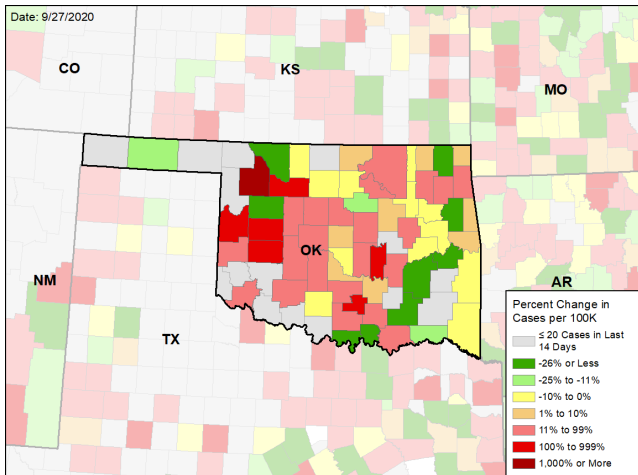 Date: 9/27/2020
CO
KS
MO
OK
NM
TX
AR
Percent Change in
Cases per 100K
≤ 20 Cases in Last
14 Days
-26% or Less
-25% to -11%
-10% to 0%
1% to 10%
11% to 99%
100% to 999%
1,000% or More